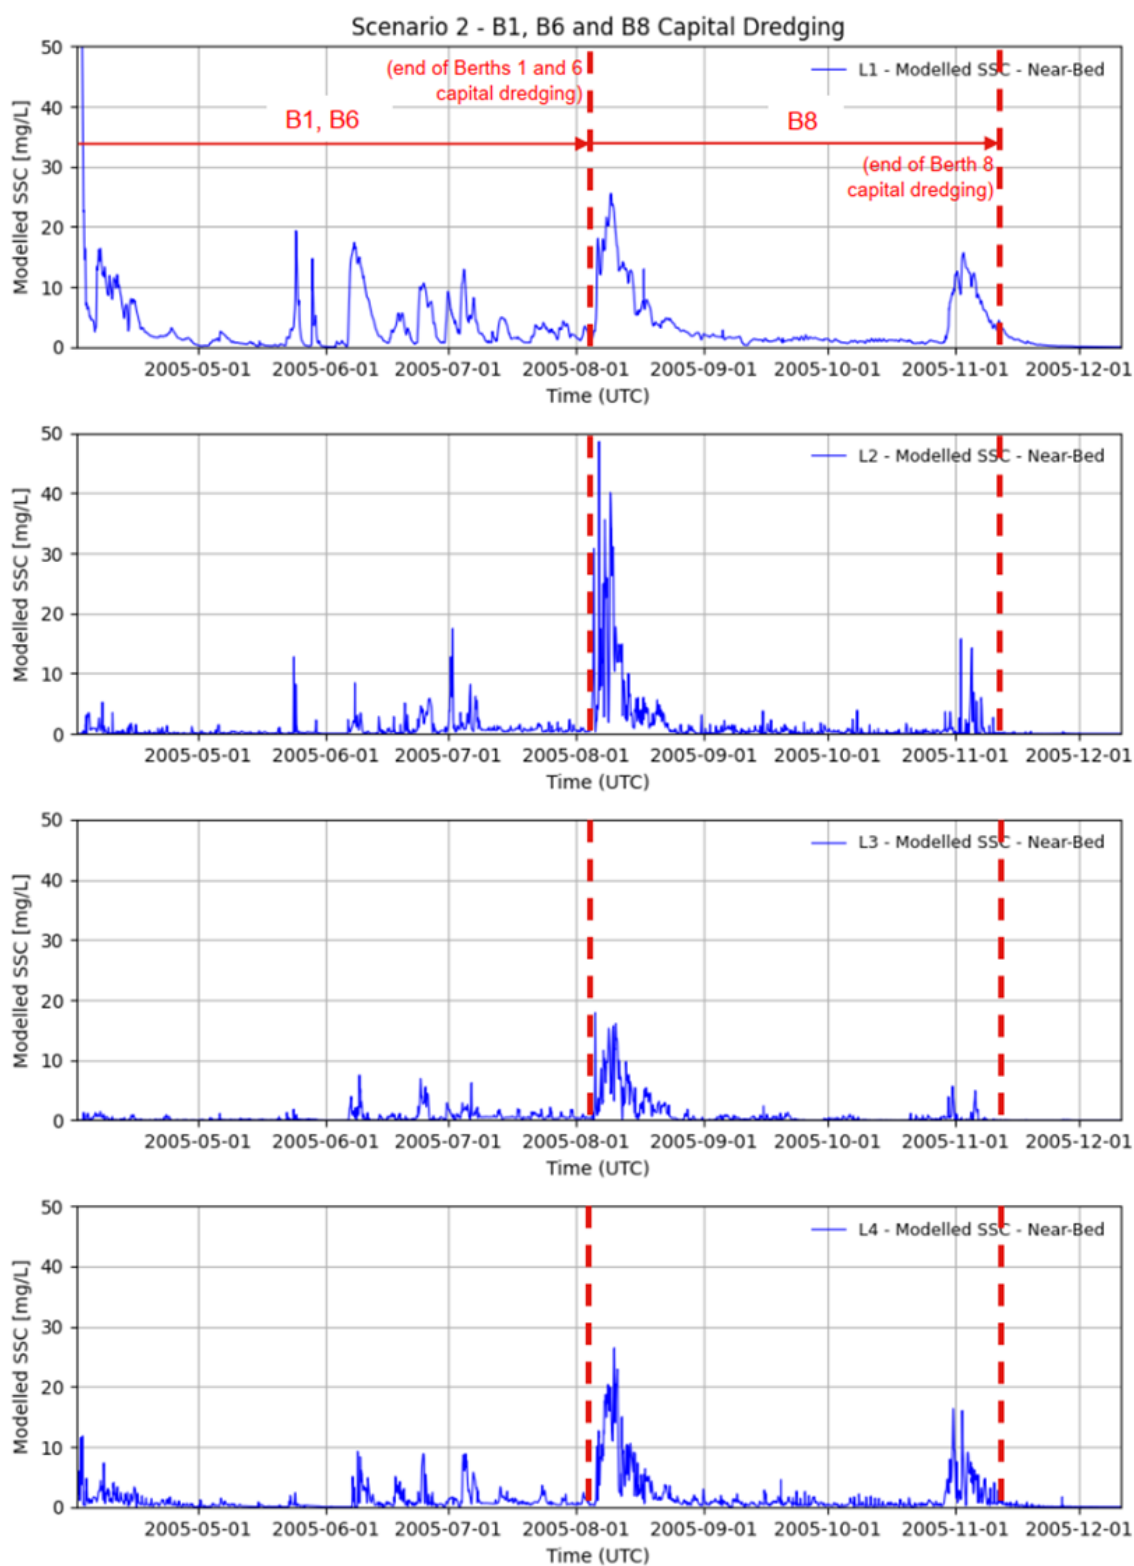 Scenario 2 - B1, B6 and B8 Capital Dredging
50
40
30
20
10
0
Modelled SSC [mg/L]
(end of Berths 1 and 6
capital dredging)
L1 - Modelled SSC - Near-Bed
B1, B6
B8
(end of Berth 8
capital dredging)
2005-05-01 2005-06-01 2005-07-01 2005-08-01 2005-09-01 2005-10-01 2005-11-01 2005-12-01
Time (UTC)
50
40
30
20
10
0
Modelled SSC [mg/L]
L2 - Modelled SSC - Near-Bed
2005-05-01 2005-06-01 2005-07-01 2005-08-01 2005-09-01 2005-10-01 2005-11-01 2005-12-01
Time (UTC)
50
40
30
20
10
0
Modelled SSC [mg/L]
L3 - Modelled SSC - Near-Bed
2005-05-01 2005-06-01 2005-07-01 2005-08-01 2005-09-01 2005-10-01 2005-11-01 2005-12-01
Time (UTC)
50
40
30
20
10
0
Modelled SSC [mg/L]
L4 - Modelled SSC - Near-Bed
2005-05-01 2005-06-01 2005-07-01 2005-08-01 2005-09-01 2005-10-01 2005-11-01 2005-12-01
Time (UTC)